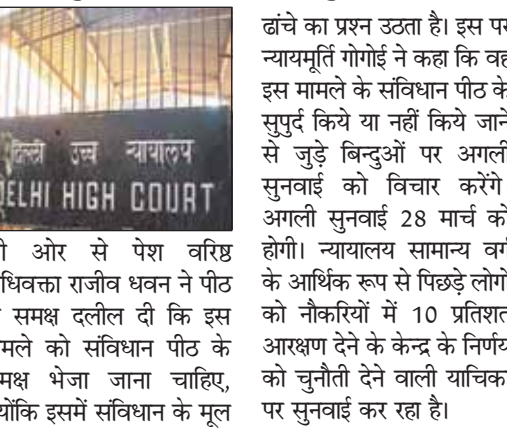 दिल्ली उच्च न्यायालय
DELHI HIGH COURT
ओर से पेश वरिष्ठ
धिवक्ता राजीव धवन ने पीठ
समक्ष दलील दी कि इस
मले को संविधान पीठ के
मक्ष भेजा जाना चाहिए,
योंकि इसमें संविधान के मूल
ढांचे का प्रश्न उठता है। इस पर
न्यायमूर्ति गोगोई ने कहा कि वह
इस मामले के संविधान पीठ के
सुपुर्द किये या नहीं किये जाने
से जुड़े बिन्दुओं पर अगली
सुनवाई को विचार करेंगे
अगली सुनवाई 28 मार्च को
होगी। न्यायालय सामान्य वर्ग
के आर्थिक रूप से पिछड़े लोगों
को नौकरियों में 10 प्रतिशत
आरक्षण देने के केन्द्र के निर्णय
को चुनौती देने वाली याचिका
पर सुनवाई कर रहा है।